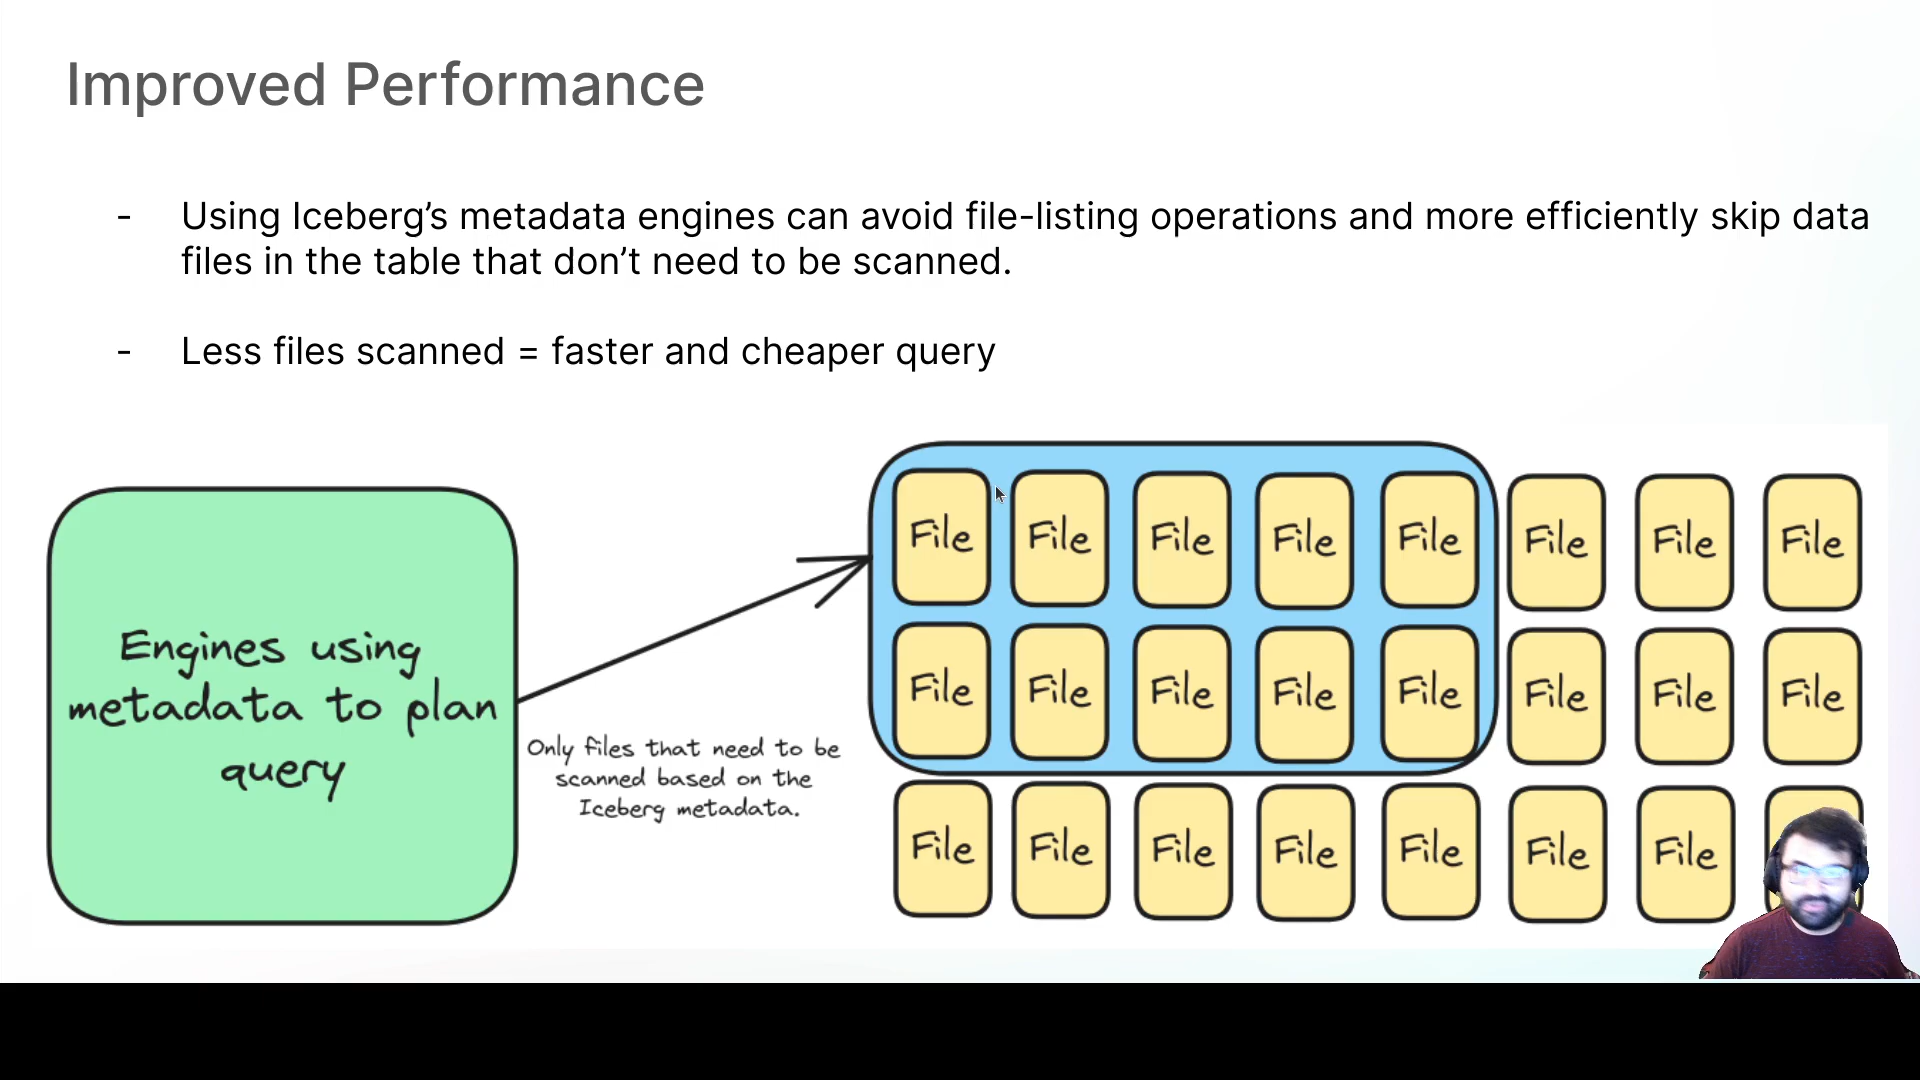 Improved Performance
- Using Iceberg’s metadata engines can avoid file-listing operations and more efficiently skip data
files in the table that don’t need to be scanned.
- Less files scanned = faster and cheaper query
File File File File File File File File
Engines using
metadata to plan
query
File File File File File File File File
Only files that need to be
scanned based on the
Iceberg metadata.
File File File File File File File